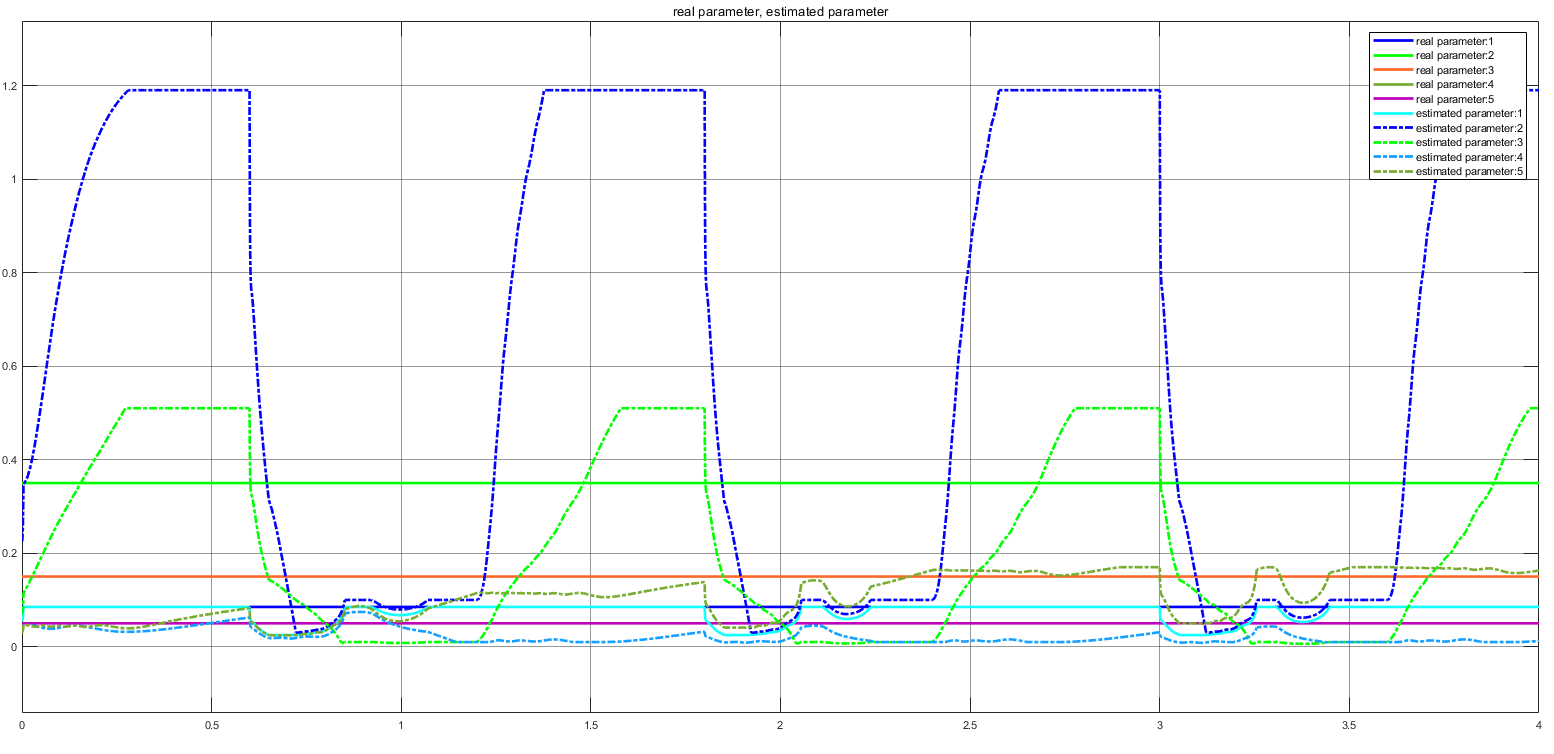 real parameter, estimated parameter
real parameter:1
real parameter:2
real parameter:3
real parameter:4
real parameter:5
estimated parameter:1
estimated parameter:2
estimated parameter:3
estimated parameter:4
estimated parameter:5
1.2
1
0.8
0.6
0.4
0.2
0
0 0.5 1 1.5 2 2.5 3 3.5 4